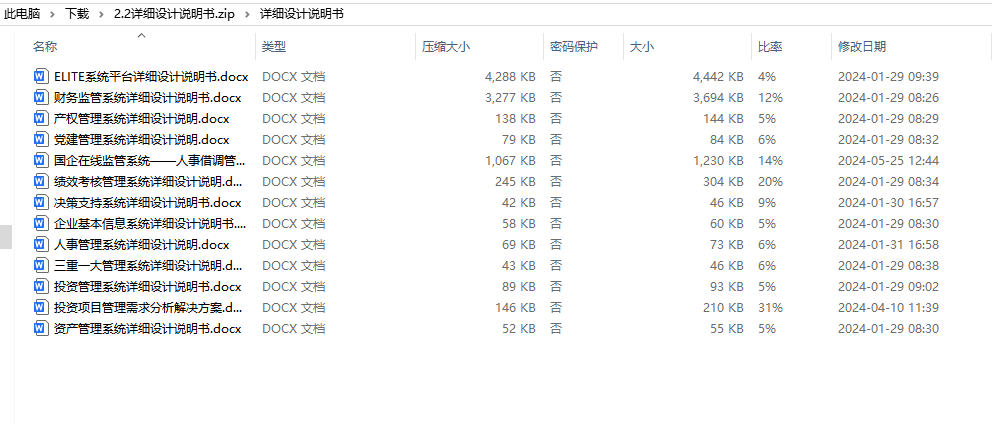 此电脑 › 下载 › 2.2详细设计说明书.zip › 详细设计说明书
名称 类型 压缩大小 密码保护 大小 比率 修改日期
ELITE系统平台详细设计说明书.docx DOCX 文档 4,288 KB 否 4,442 KB 4% 2024-01-29 09:39
财务监管系统详细设计说明书.docx DOCX 文档 3,277 KB 否 3,694 KB 12% 2024-01-29 08:26
产权管理系统详细设计说明.docx DOCX 文档 138 KB 否 144 KB 5% 2024-01-29 08:29
党建管理系统详细设计说明.docx DOCX 文档 79 KB 否 84 KB 6% 2024-01-29 08:32
国企在线监管系统——人事借调管... DOCX 文档 1,067 KB 否 1,230 KB 14% 2024-05-25 12:44
绩效考核管理系统详细设计说明.d... DOCX 文档 245 KB 否 304 KB 20% 2024-01-29 08:34
决策支持系统详细设计说明书.docx DOCX 文档 42 KB 否 46 KB 9% 2024-01-30 16:57
企业基本信息系统详细设计说明书.... DOCX 文档 58 KB 否 60 KB 5% 2024-01-29 08:30
人事管理系统详细设计说明.docx DOCX 文档 69 KB 否 73 KB 6% 2024-01-31 16:58
三重一大管理系统详细设计说明.d... DOCX 文档 43 KB 否 46 KB 6% 2024-01-29 08:38
投资管理系统详细设计说明书.docx DOCX 文档 89 KB 否 93 KB 5% 2024-01-29 09:02
投资项目管理需求分析解决方案.d... DOCX 文档 146 KB 否 210 KB 31% 2024-04-10 11:39
资产管理系统详细设计说明书.docx DOCX 文档 52 KB 否 55 KB 5% 2024-01-29 08:30